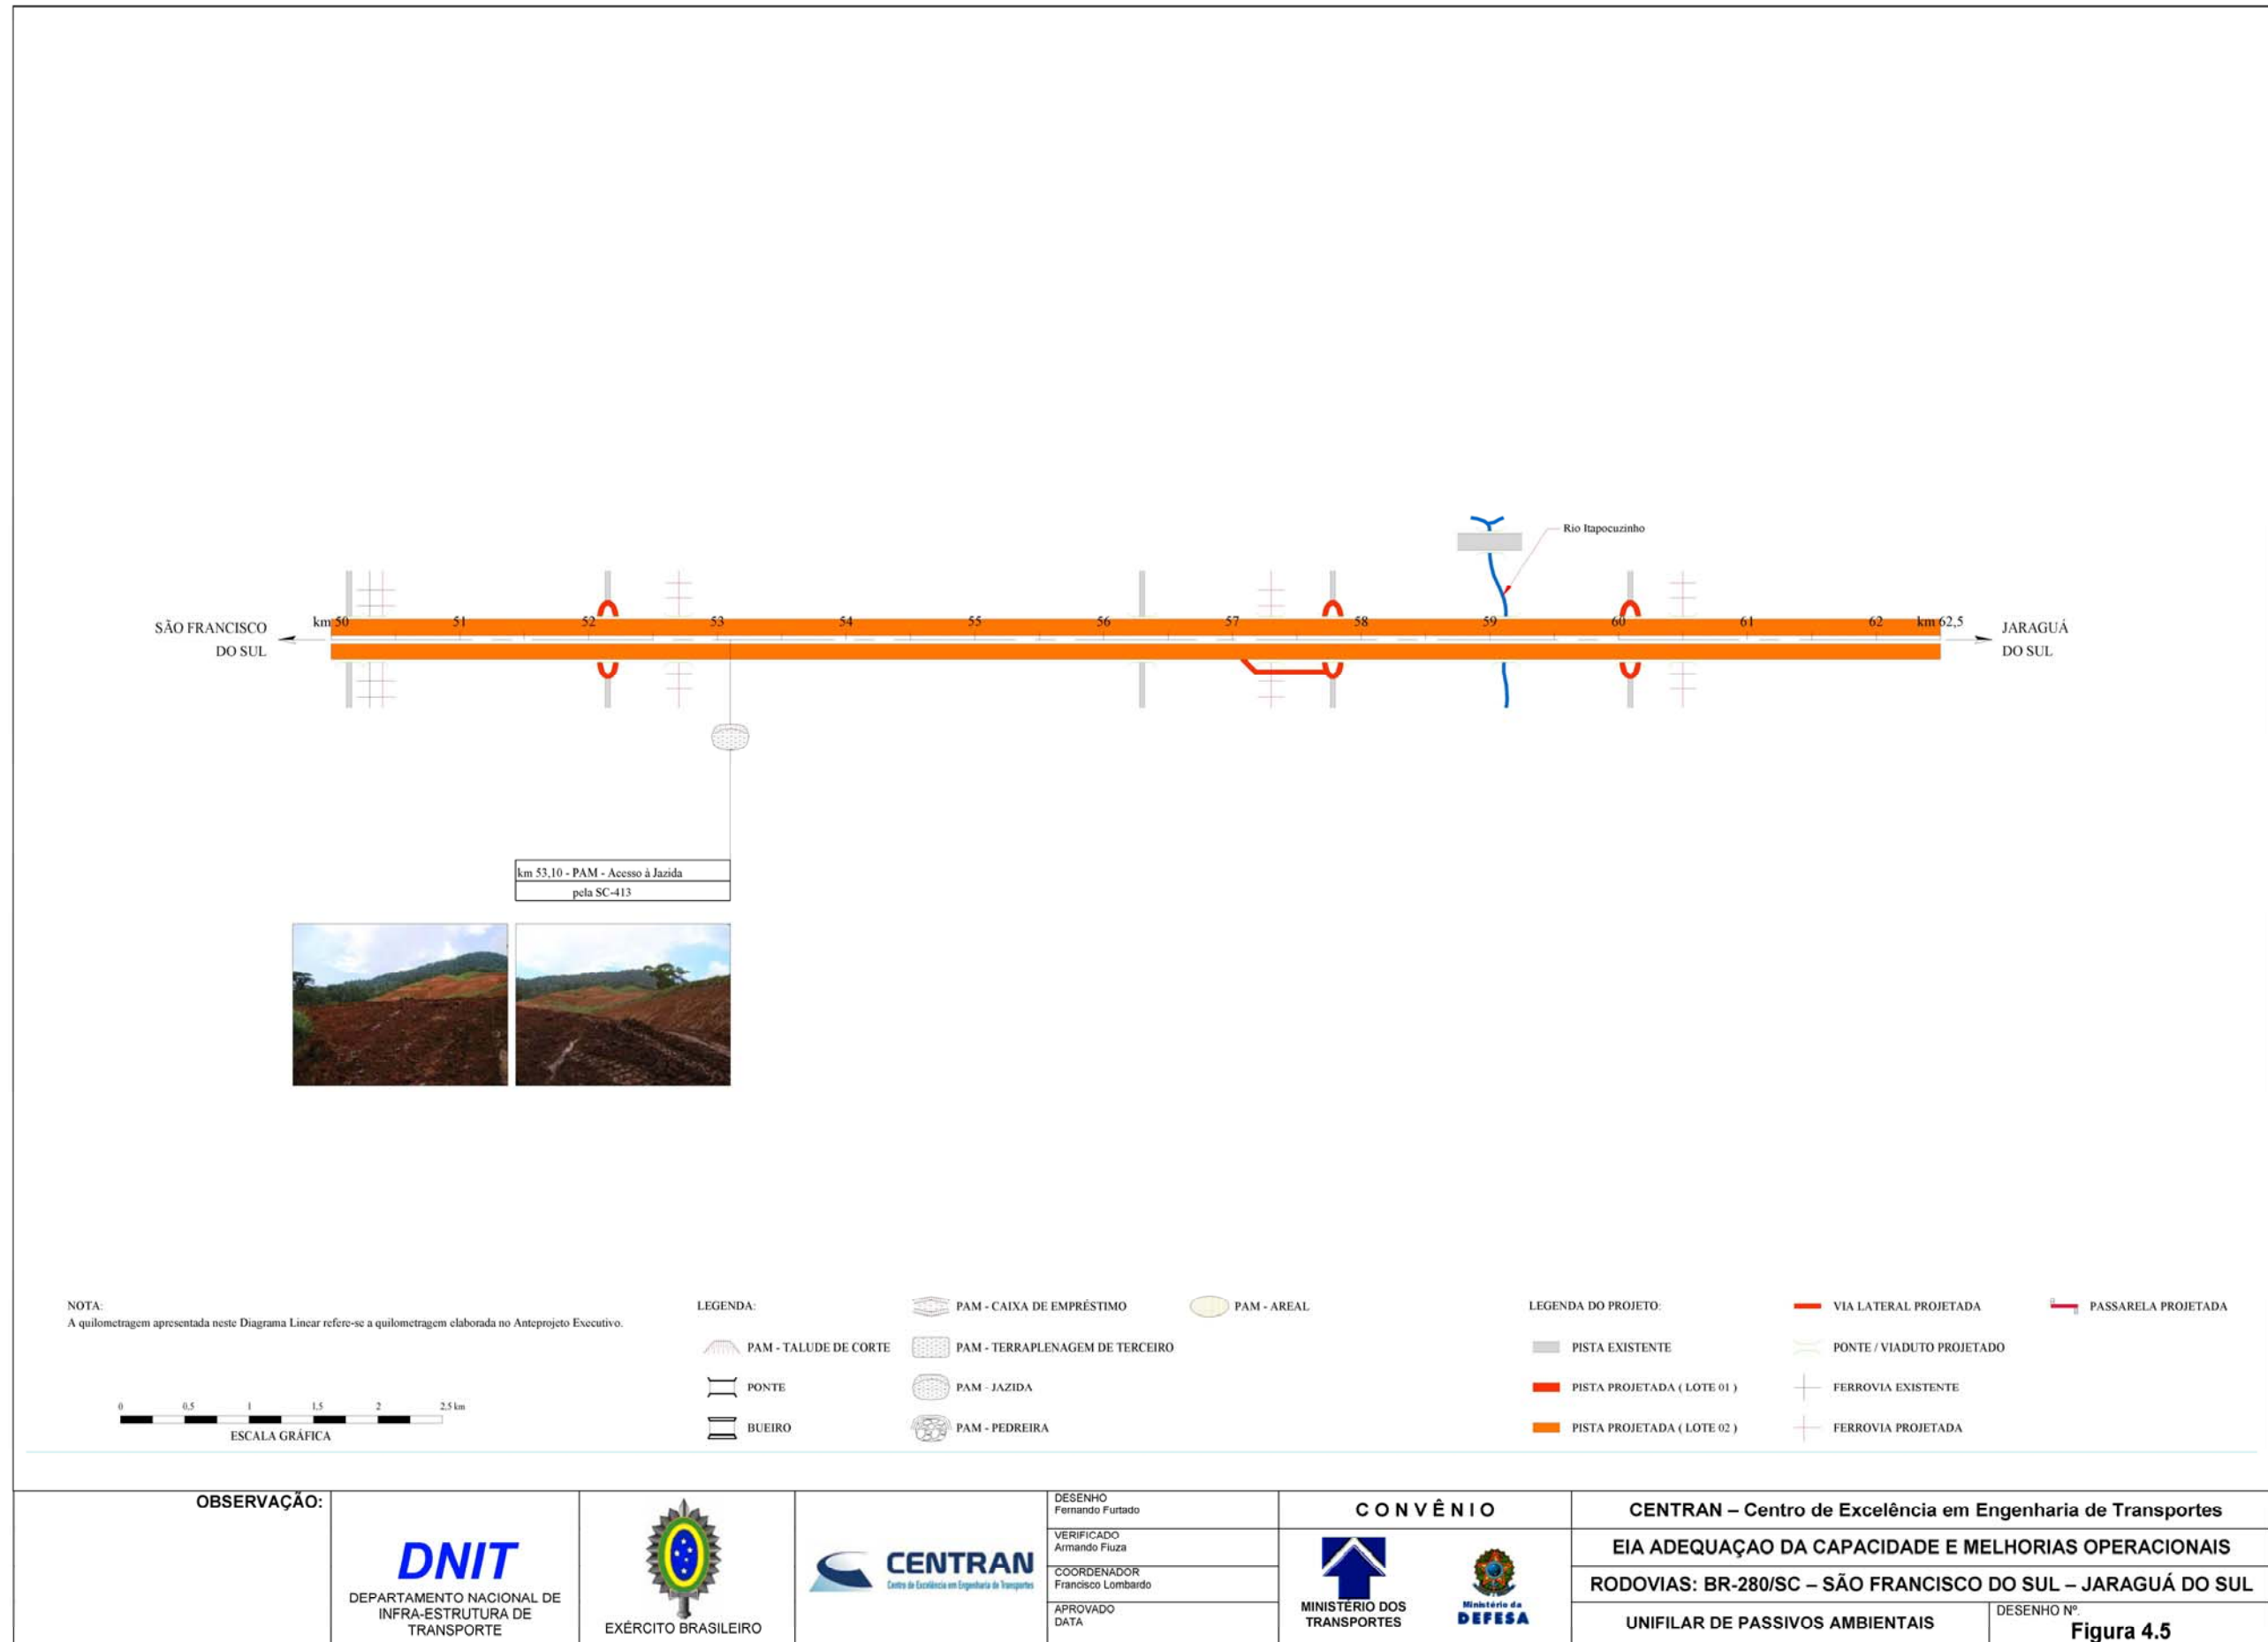 Rio Itapocuzinho
SÃO FRANCISCO
DO SUL
km 50
51
52
53
54
55
56
57
58
59
60
61
62
km 62,5
JARAGUÁ
DO SUL
km 53,10 - PAM - Acesso à Jazida
pela SC-413
NOTA:
A quilometragem apresentada neste Diagrama Linear refere-se a quilometragem elaborada no Anteprojeto Executivo.
0 0,5 1 1,5 2 2,5 km
ESCALA GRÁFICA
LEGENDA:
PAM - TALUDE DE CORTE
PONTE
BUEIRO
PAM - CAIXA DE EMPRÉSTIMO
PAM - TERRAPLENAGEM DE TERCEIRO
PAM - JAZIDA
PAM - PEDREIRA
PAM - AREAL
LEGENDA DO PROJETO:
PISTA EXISTENTE
PISTA PROJETADA ( LOTE 01 )
PISTA PROJETADA ( LOTE 02 )
VIA LATERAL PROJETADA
PONTE / VIADUTO PROJETADO
FERROVIA EXISTENTE
FERROVIA PROJETADA
PASSARELA PROJETADA
OBSERVAÇÃO:
DNIT
DEPARTAMENTO NACIONAL DE
INFRA-ESTRUTURA DE
TRANSPORTE
EXÉRCITO BRASILEIRO
CENTRAN
Centro de Excelência em Engenharia de Transportes
DESENHO
Fernando Furtado
VERIFICADO
Armando Fiuza
COORDENADOR
Francisco Lombardo
APROVADO
DATA
CONVÊNIO
MINISTÉRIO DOS
TRANSPORTES
Ministério da
DEFESA
CENTRAN – Centro de Excelência em Engenharia de Transportes
EIA ADEQUAÇAO DA CAPACIDADE E MELHORIAS OPERACIONAIS
RODOVIAS: BR-280/SC – SÃO FRANCISCO DO SUL – JARAGUÁ DO SUL
UNIFILAR DE PASSIVOS AMBIENTAIS
DESENHO Nº.
Figura 4.5